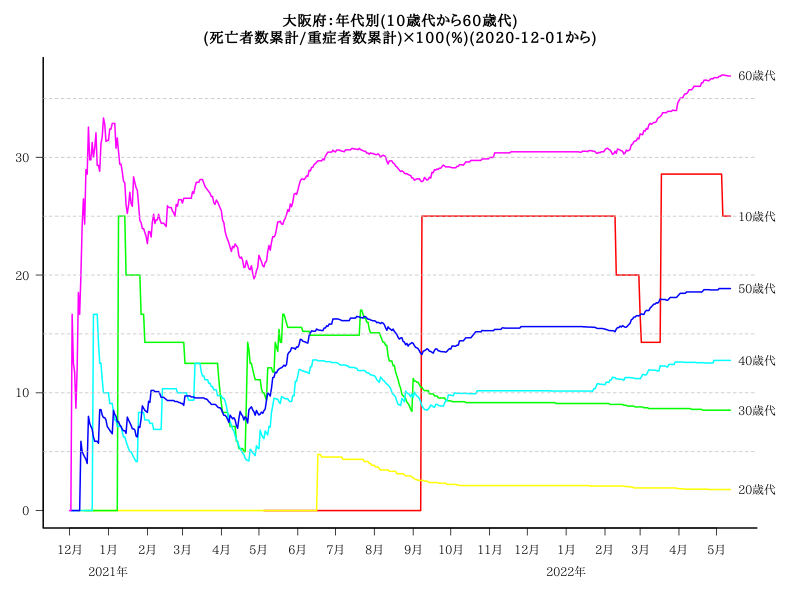 大阪府：年代別(10歳代から60歳代)
(死亡者数累計/重症者数累計)×100(%)(2020-12-01から)
60歳代
30
10歳代
20
50歳代
40歳代
10
30歳代
20歳代
0
12月 1月 2月 3月 4月 5月 6月 7月 8月 9月 10月 11月 12月 1月 2月 3月 4月 5月
2021年 2022年